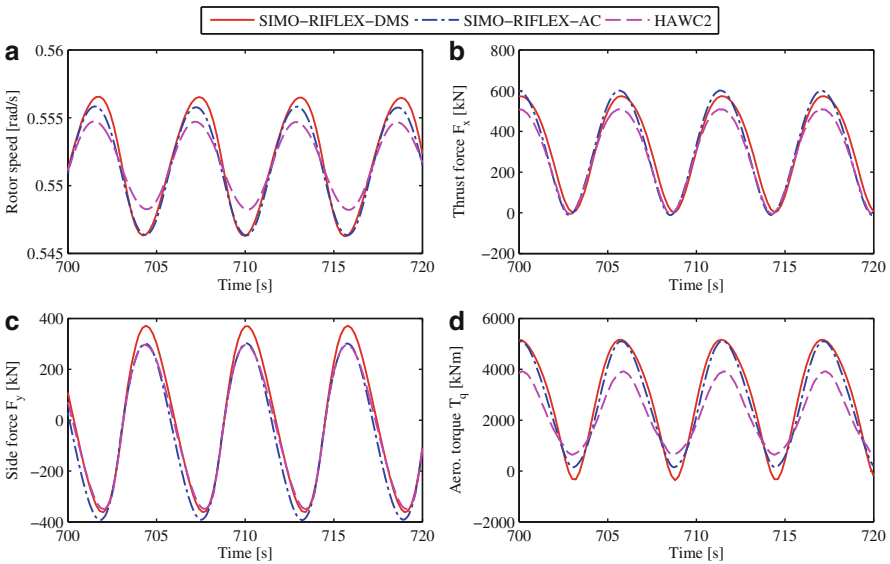 SIMO−RIFLEX−DMS SIMO−RIFLEX−AC HAWC2
a
0.56
0.555
0.55
0.545
Rotor speed [rad/s]
700 705 710 715 720
Time [s]
b
800
600
400
200
0
−200
Thrust force Fx [kN]
700 705 710 715 720
Time [s]
c
400
200
0
−200
−400
Side force Fy [kN]
700 705 710 715 720
Time [s]
d
6000
4000
2000
0
−2000
Aero. torque Tq [kNm]
700 705 710 715 720
Time [s]